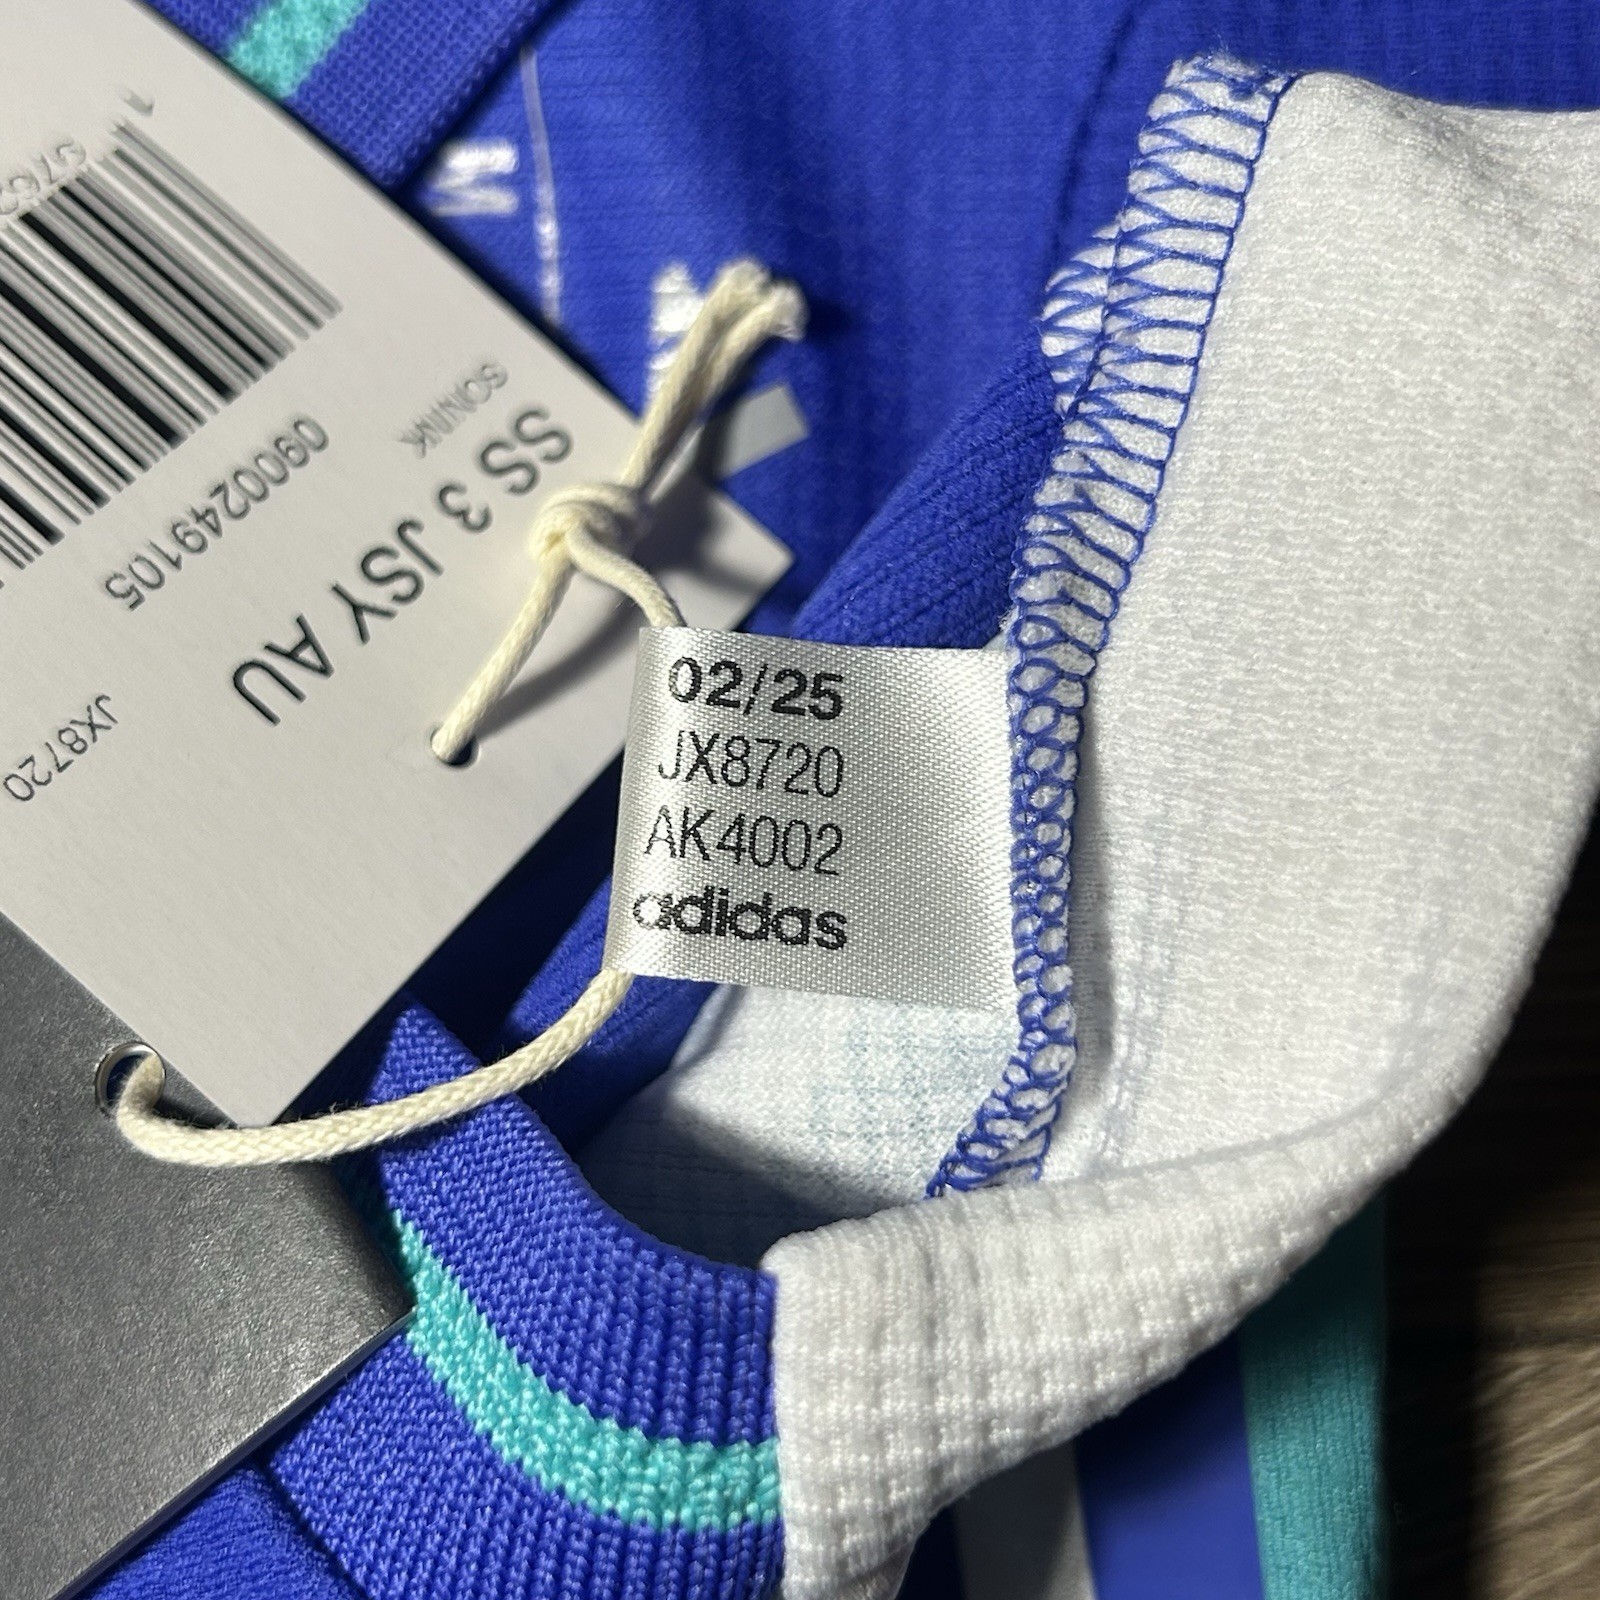 02/25
JX8720
AK4002
adidas
SS 3 JSY AU
SONINK
0900249105
JX8720
M